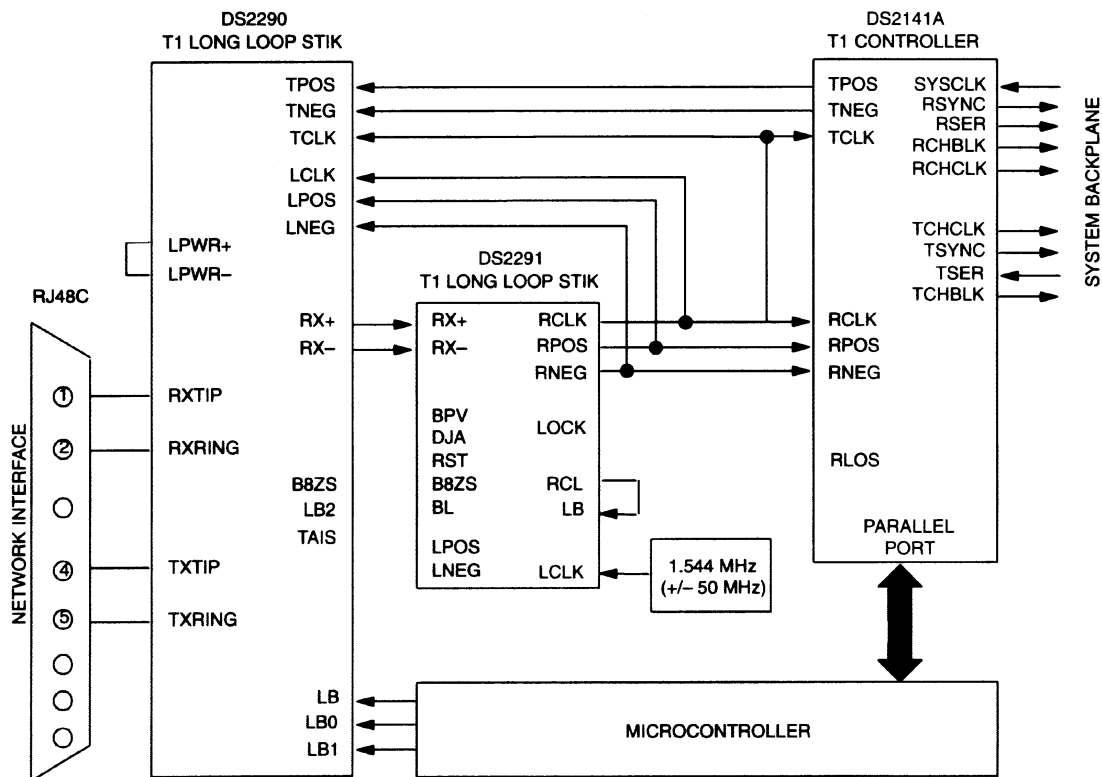 DS2290
T1 LONG LOOP STIK
DS2141A
T1 CONTROLLER
TPOS
TNEG
TCLK
LCLK
LPOS
LNEG
LPWR+
LPWR–
RX+
RX–
RXTIP
RXRING
B8ZS
LB2
TAIS
TXTIP
TXRING
LB
LB0
LB1
RJ48C
NETWORK INTERFACE
1
2
4
5
DS2291
T1 LONG LOOP STIK
RX+
RX–
RCLK
RPOS
RNEG
BPV
DJA
RST
B8ZS
BL
LOCK
RCL
LB
LPOS
LNEG
LCLK
1.544 MHz
(+/– 50 MHz)
TPOS
TNEG
TCLK
SYSCLK
RSYNC
RSER
RCHBLK
RCHCLK
TCHCLK
TSYNC
TSER
TCHBLK
RCLK
RPOS
RNEG
RLOS
PARALLEL
PORT
SYSTEM BACKPLANE
MICROCONTROLLER